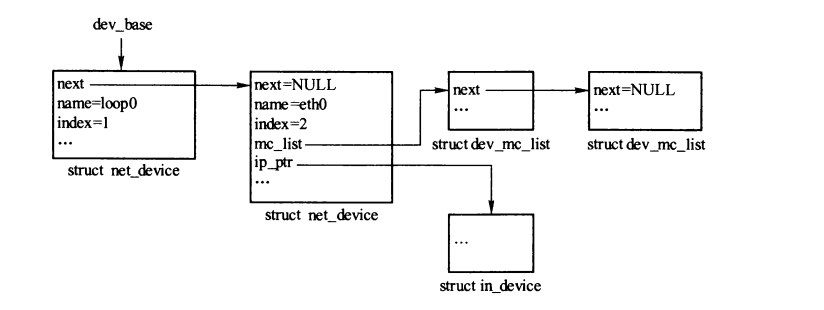 dev_base
next
name=loop0
index=1
...
struct net_device
next=NULL
name=eth0
index=2
mc_list
ip_ptr
...
struct net_device
next
...
struct dev_mc_list
next=NULL
...
struct dev_mc_list
...
struct in_device